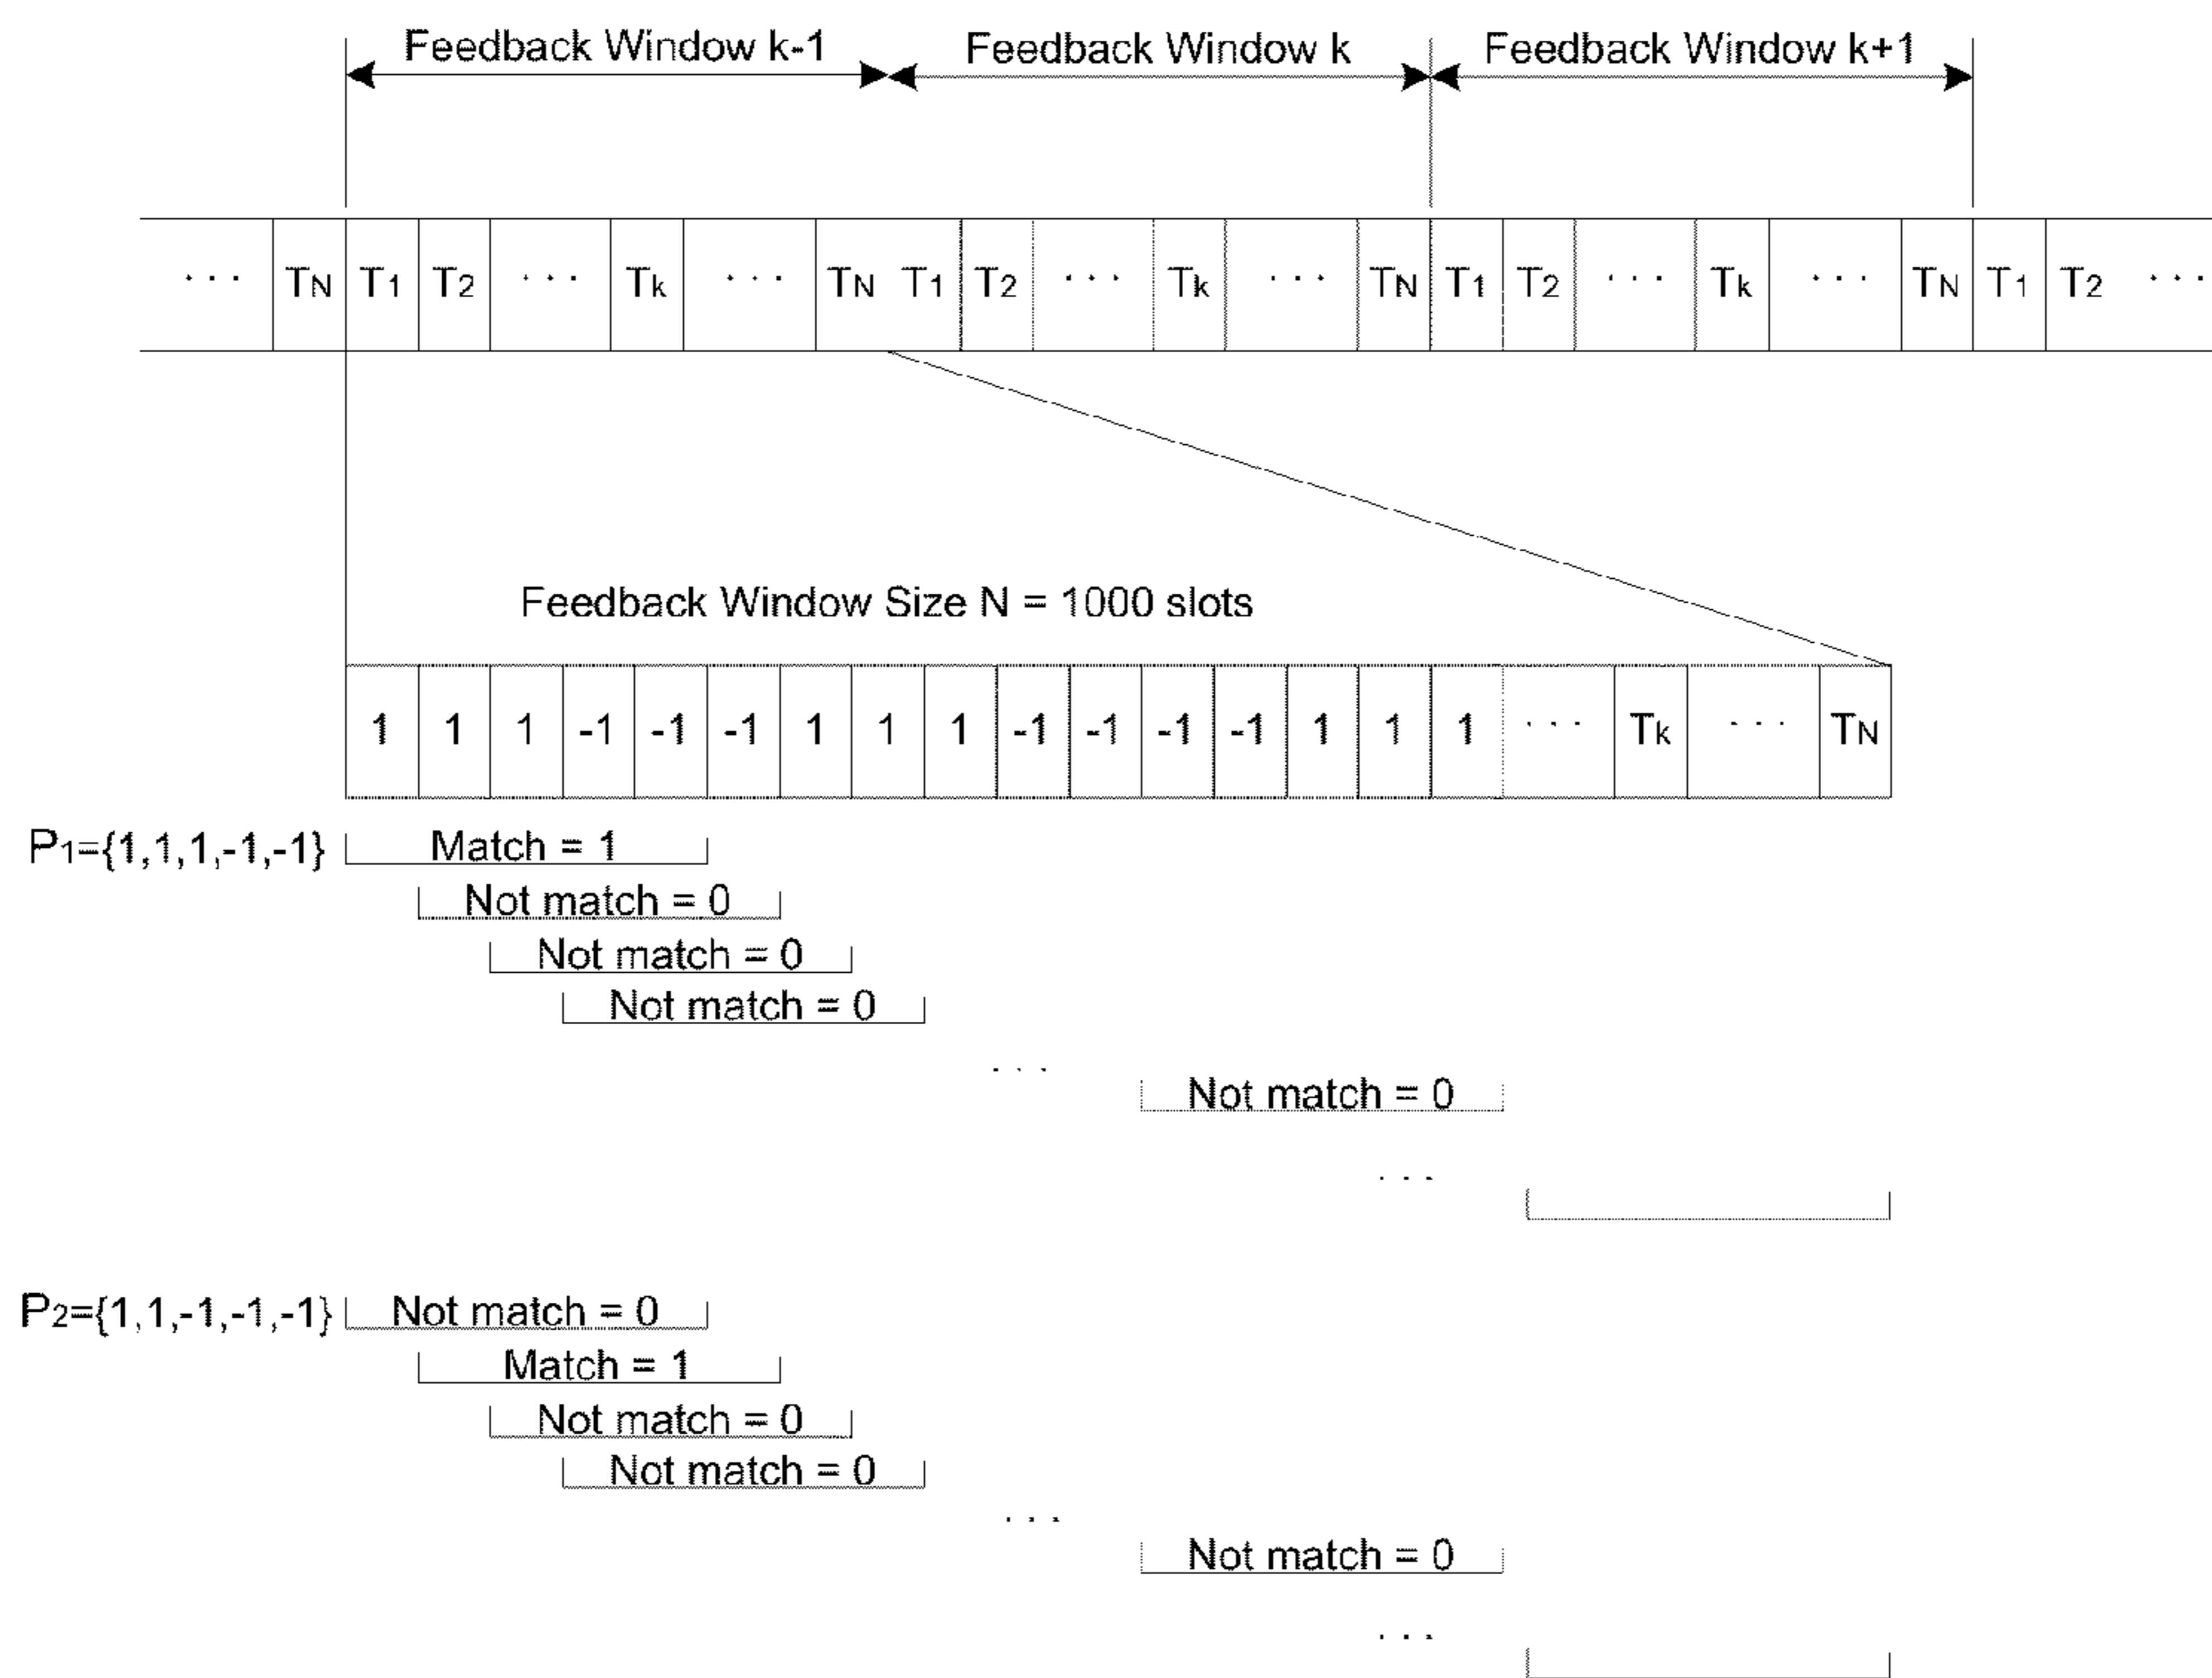 Feedback Window k-1 Feedback Window k Feedback Window k+1
... TN T1 T2 ... Tk ... TN T1 T2 ... Tk ... TN T1 T2 ... Tk ... TN T1 T2 ...
Feedback Window Size N = 1000 slots
1 1 1 -1 -1 -1 1 1 1 -1 -1 -1 -1 1 1 1 ... Tk ... TN
P1={1,1,1,-1,-1} Match = 1
Not match = 0
Not match = 0
Not match = 0
...
Not match = 0
...
P2={1,1,-1,-1,-1} Not match = 0
Match = 1
Not match = 0
Not match = 0
...
Not match = 0
...